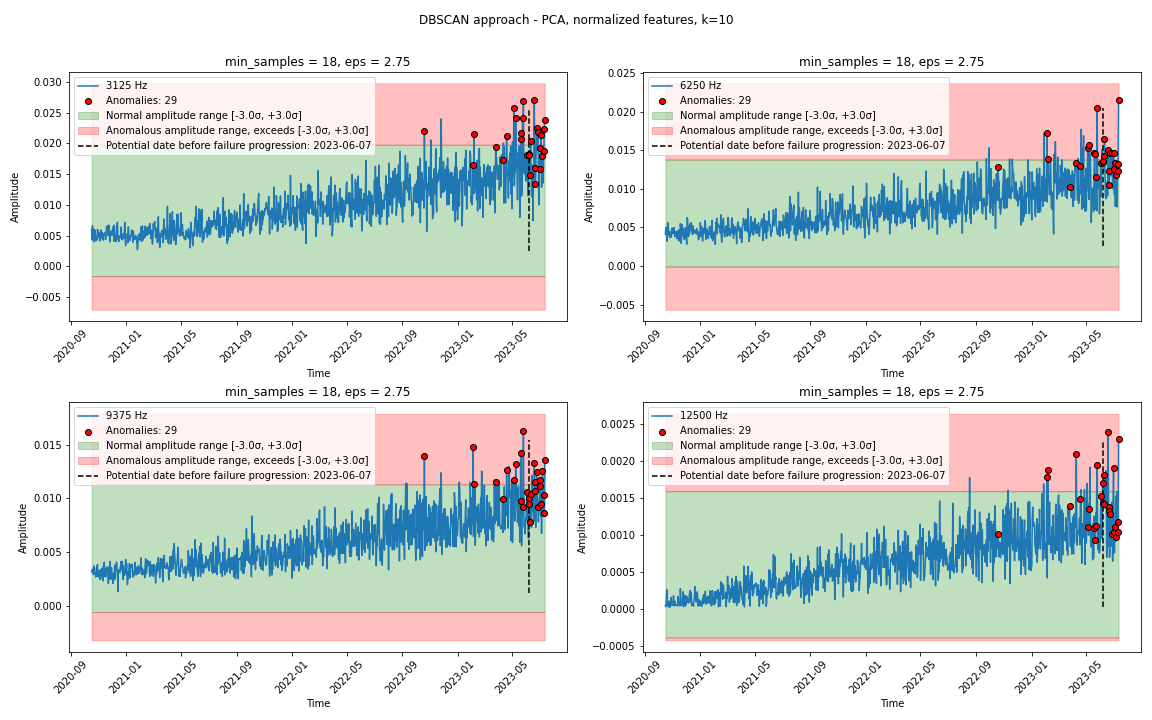 DBSCAN approach - PCA, normalized features, k=10
min_samples = 18, eps = 2.75
3125 Hz
Anomalies: 29
Normal amplitude range [-3.0σ, +3.0σ]
Anomalous amplitude range, exceeds [-3.0σ, +3.0σ]
Potential date before failure progression: 2023-06-07
0.030
0.025
0.020
0.015
0.010
0.005
0.000
−0.005
Amplitude
2020-09
2021-01
2021-05
2021-09
2022-01
2022-05
2022-09
2023-01
2023-05
Time
min_samples = 18, eps = 2.75
6250 Hz
Anomalies: 29
Normal amplitude range [-3.0σ, +3.0σ]
Anomalous amplitude range, exceeds [-3.0σ, +3.0σ]
Potential date before failure progression: 2023-06-07
0.025
0.020
0.015
0.010
0.005
0.000
−0.005
Amplitude
2020-09
2021-01
2021-05
2021-09
2022-01
2022-05
2022-09
2023-01
2023-05
Time
min_samples = 18, eps = 2.75
9375 Hz
Anomalies: 29
Normal amplitude range [-3.0σ, +3.0σ]
Anomalous amplitude range, exceeds [-3.0σ, +3.0σ]
Potential date before failure progression: 2023-06-07
0.015
0.010
0.005
0.000
Amplitude
2020-09
2021-01
2021-05
2021-09
2022-01
2022-05
2022-09
2023-01
2023-05
Time
min_samples = 18, eps = 2.75
12500 Hz
Anomalies: 29
Normal amplitude range [-3.0σ, +3.0σ]
Anomalous amplitude range, exceeds [-3.0σ, +3.0σ]
Potential date before failure progression: 2023-06-07
0.0025
0.0020
0.0015
0.0010
0.0005
0.0000
−0.0005
Amplitude
2020-09
2021-01
2021-05
2021-09
2022-01
2022-05
2022-09
2023-01
2023-05
Time